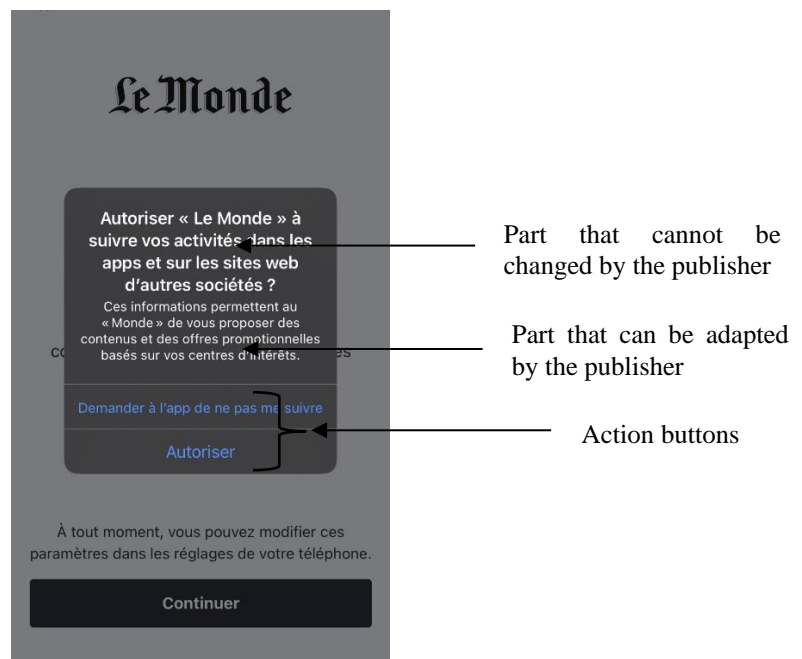 Le Monde
Autoriser « Le Monde » à
suivre vos activités dans les
apps et sur les sites web
d'autres sociétés ?
Ces informations permettent au
« Monde » de vous proposer des
contenus et des offres promotionnelles
basés sur vos centres d'intérêts.
Demander à l'app de ne pas me suivre
Autoriser
À tout moment, vous pouvez modifier ces
paramètres dans les réglages de votre téléphone.
Continuer
Part that cannot be
changed by the publisher
Part that can be adapted
by the publisher
Action buttons